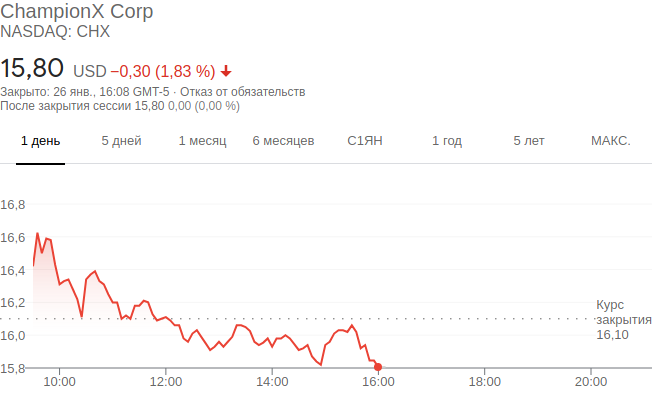 ChampionX Corp
NASDAQ: CHX
15,80 USD −0,30 (1,83 %)
Закрыто: 26 янв., 16:08 GMT-5 · Отказ от обязательств
После закрытия сессии 15,80 0,00 (0,00 %)
1 день 5 дней 1 месяц 6 месяцев С1ЯН 1 год 5 лет МАКС.
16,8
16,6
16,4
16,2
Курс
закрытия
16,10
16,0
15,8
10:00 12:00 14:00 16:00 18:00 20:00